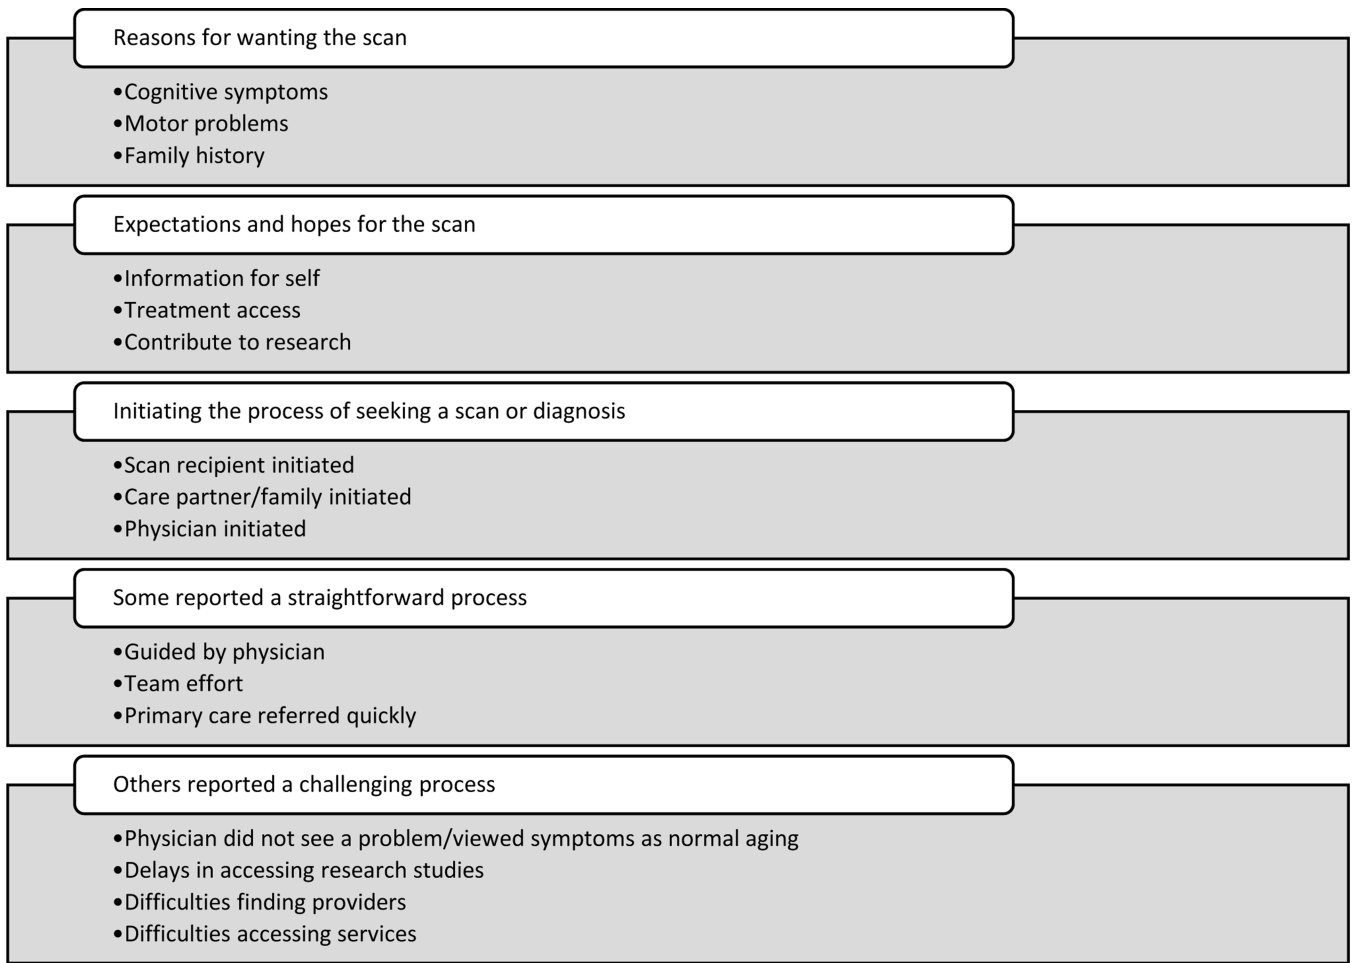 Reasons for wanting the scan
•Cognitive symptoms
•Motor problems
•Family history
Expectations and hopes for the scan
•Information for self
•Treatment access
•Contribute to research
Initiating the process of seeking a scan or diagnosis
•Scan recipient initiated
•Care partner/family initiated
•Physician initiated
Some reported a straightforward process
•Guided by physician
•Team effort
•Primary care referred quickly
Others reported a challenging process
•Physician did not see a problem/viewed symptoms as normal aging
•Delays in accessing research studies
•Difficulties finding providers
•Difficulties accessing services